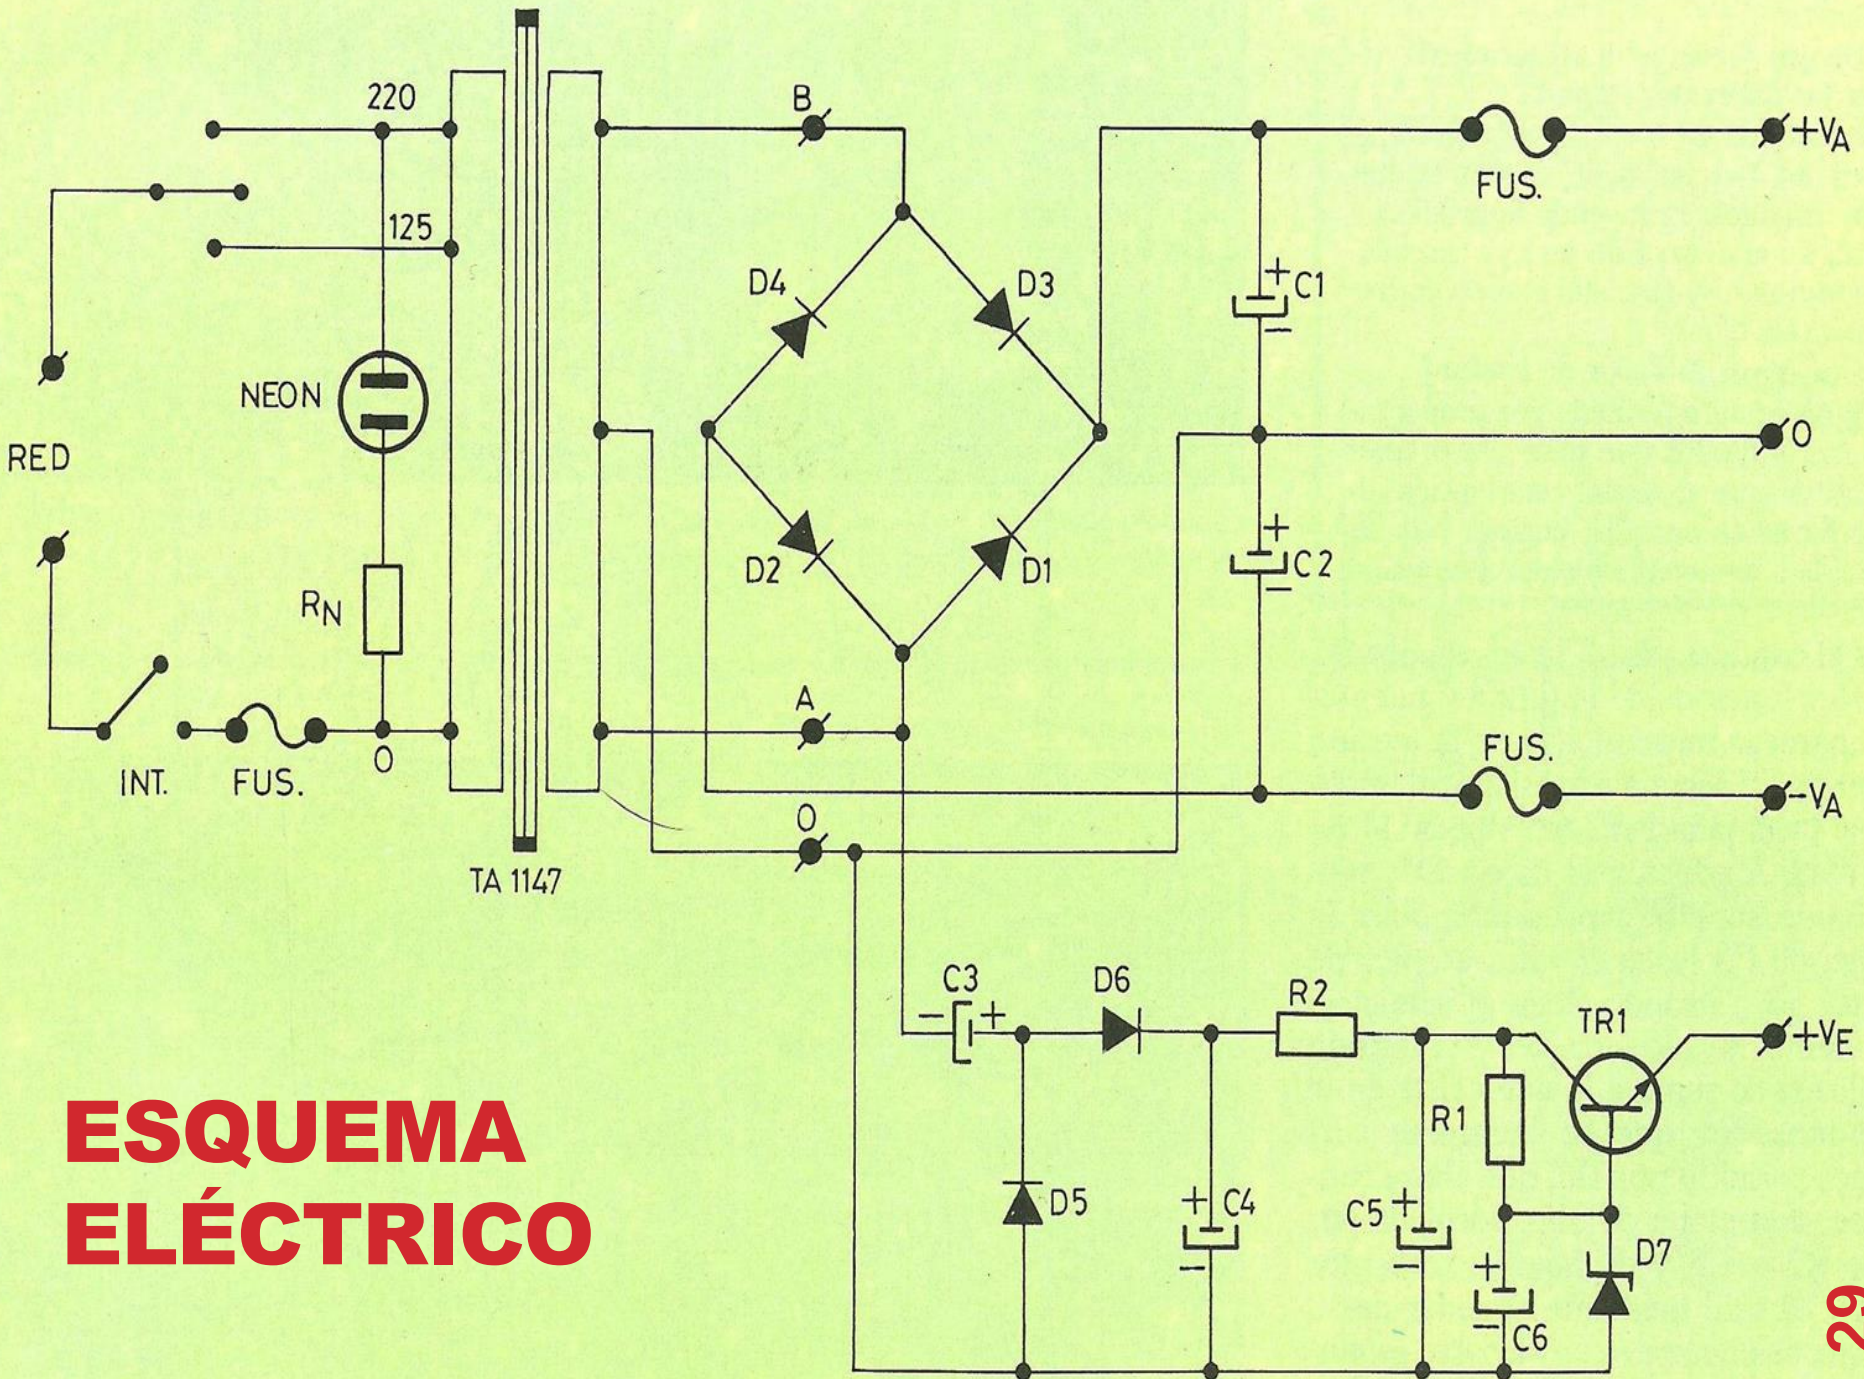 220
B
+VA
FUS.
125
D4
D3
+
C1
−
NEON
RED
0
D2
D1
+
C2
−
RN
A
FUS.
INT.
FUS.
0
−VA
0
TA 1147
C3
D6
R2
TR1
−
+
+VE
R1
D5
+
C4
−
C5
+
−
D7
+
−
C6
ESQUEMA
ELÉCTRICO
29